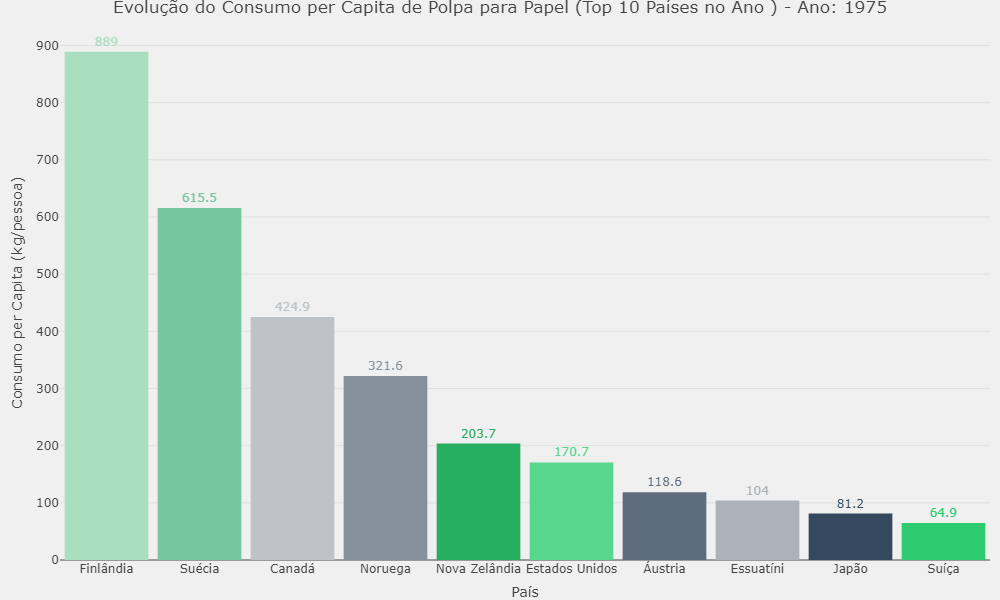 Evolução do Consumo per Capita de Polpa para Papel (Top 10 Países no Ano ) - Ano: 1975
Consumo per Capita (kg/pessoa)
900
800
700
600
500
400
300
200
100
0
889
615.5
424.9
321.6
203.7
170.7
118.6
104
81.2
64.9
Finlândia
Suécia
Canadá
Noruega
Nova Zelândia
Estados Unidos
Áustria
Essuatíni
Japão
Suíça
País